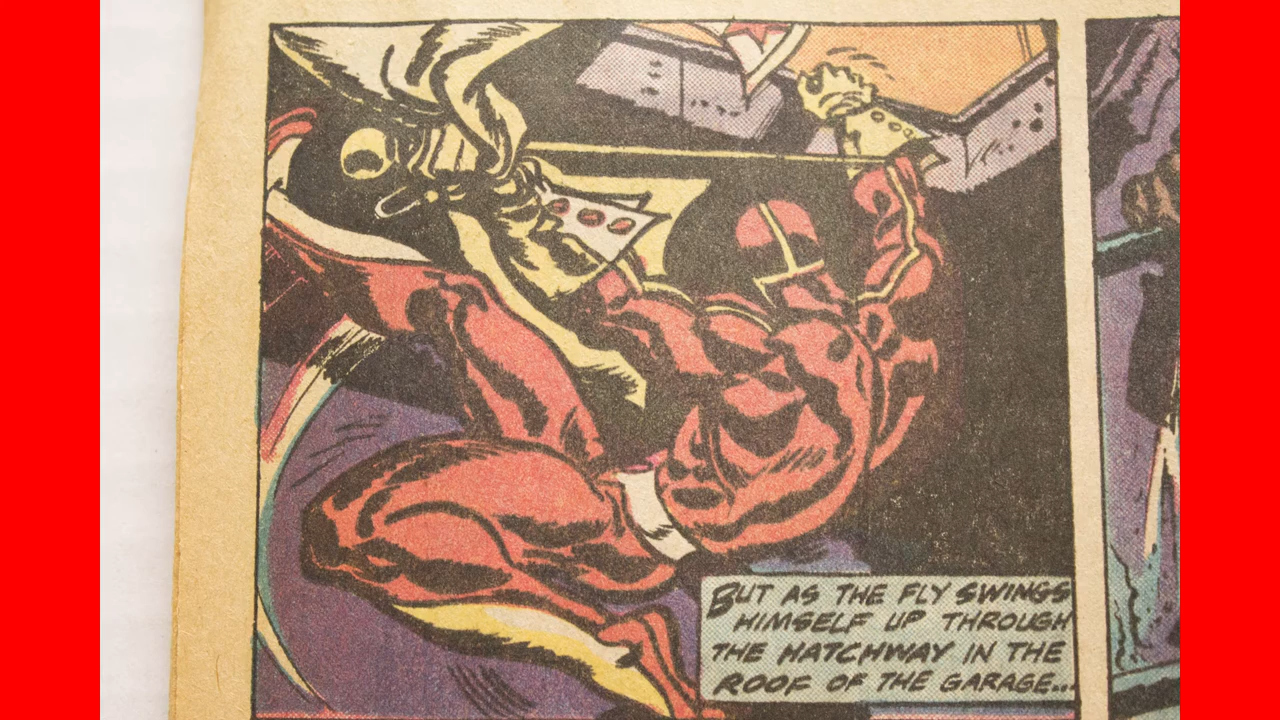 BUT AS THE FLY SWINGS
HIMSELF UP THROUGH
THE HATCHWAY IN THE
ROOF OF THE GARAGE...